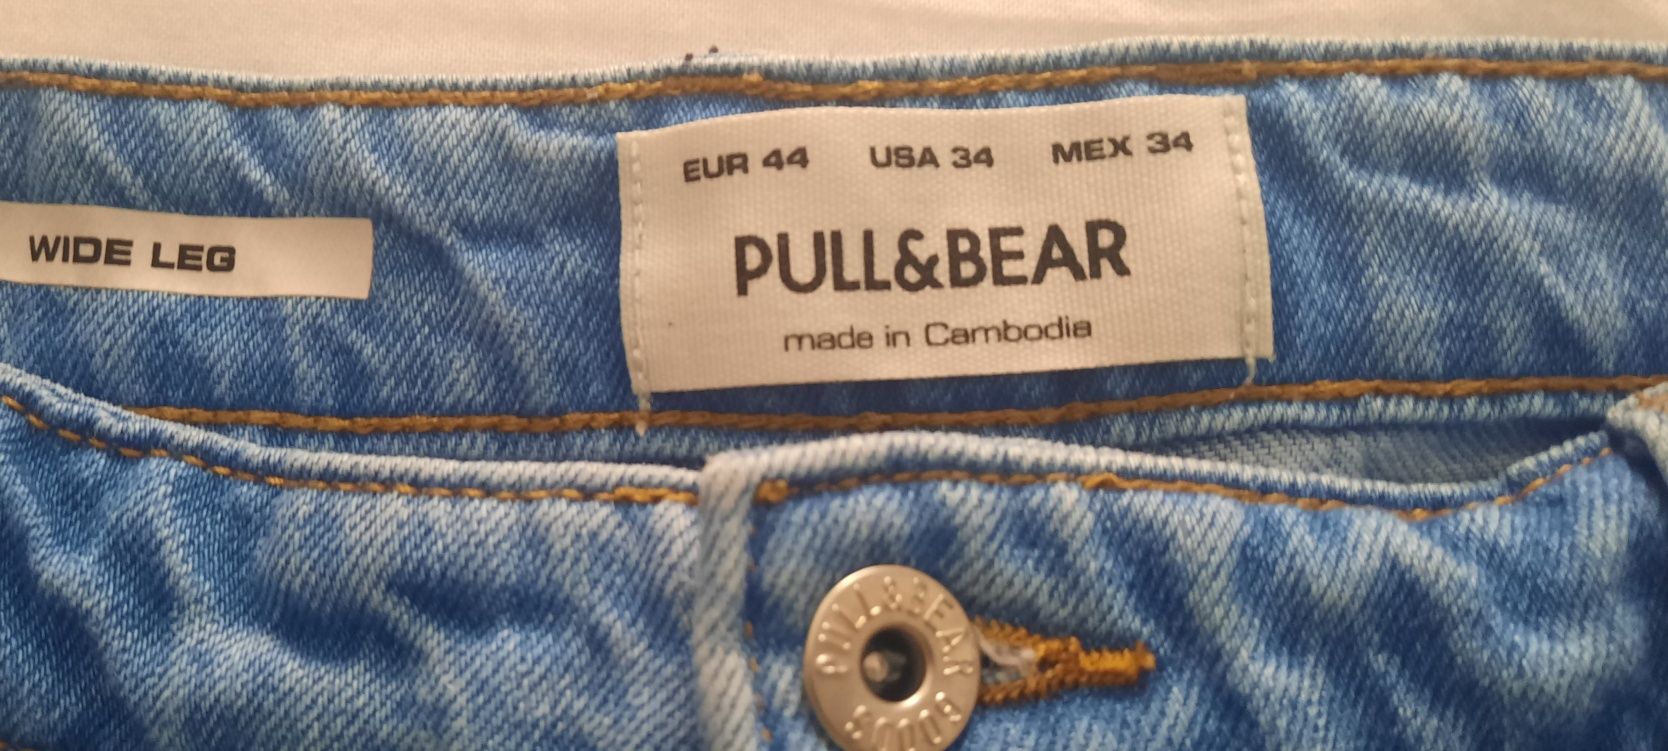 EUR 44 USA 34 MEX 34
PULL&BEAR
made in Cambodia
WIDE LEG
PULL&BEAR GOODS